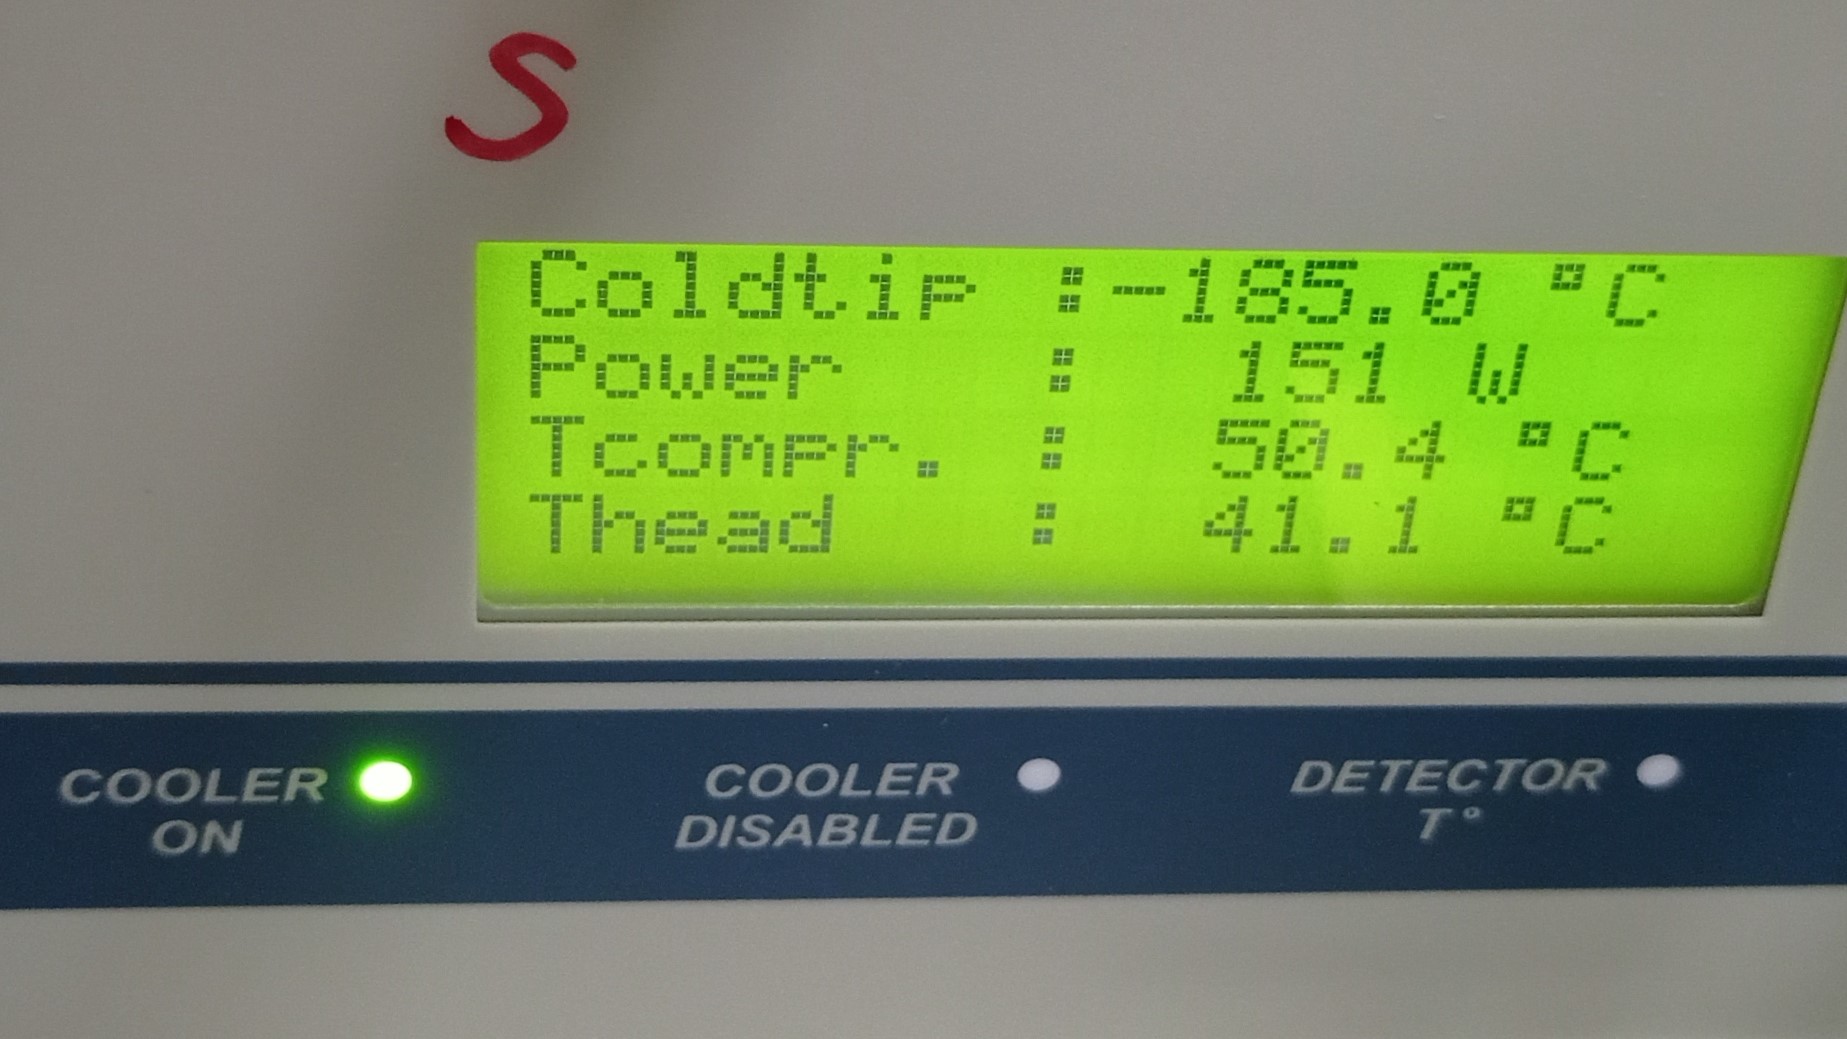 S
Coldtip :-185.0 °C
Power : 151 W
Tcompr. : 50.4 °C
Thead : 41.1 °C
COOLER ON
COOLER DISABLED
DETECTOR T°